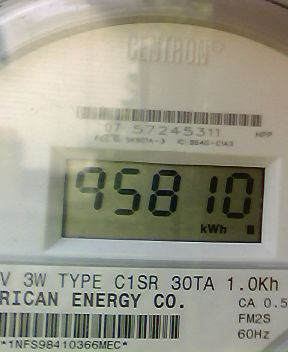 CENTRON®
07 57245311 NPP
95810
kWh
V 3W TYPE C1SR 30TA 1.0Kh
RICAN ENERGY CO. CA 0.5
FM2S
*1NFS98410366MEC* 60Hz